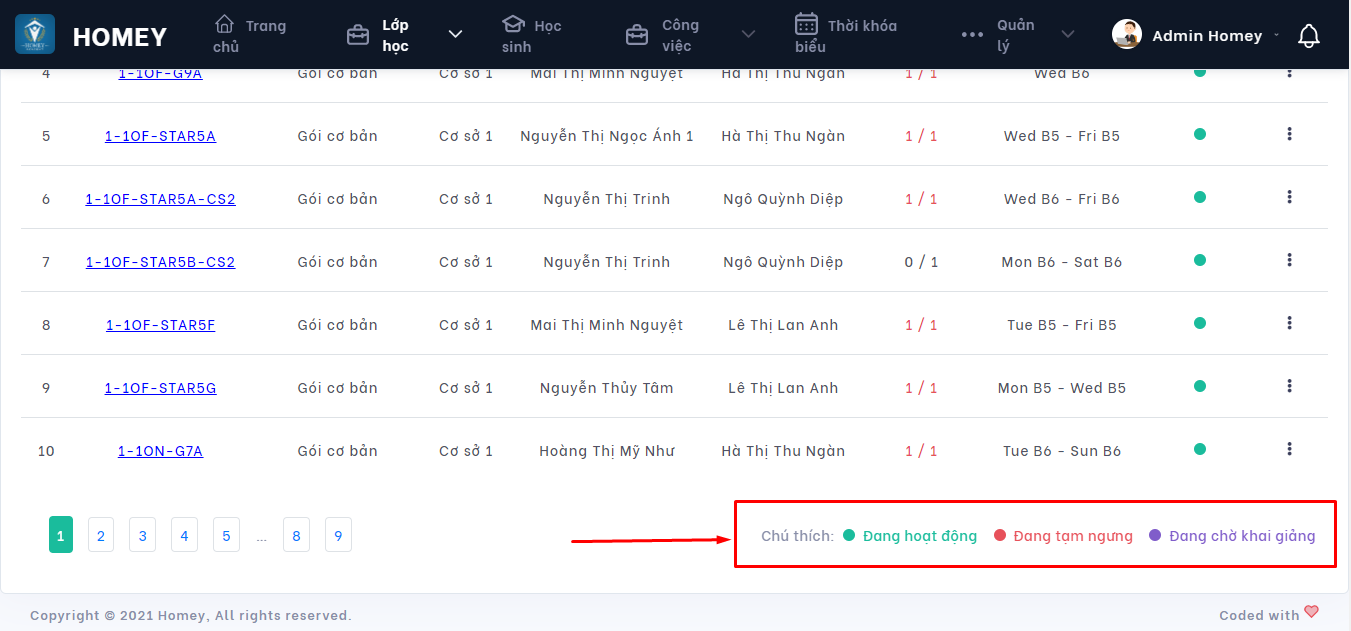 HOMEY
Trang chủ
Lớp học
Học sinh
Công việc
Thời khóa biểu
Quản lý
Admin Homey
4 1-1OF-G9A Gói cơ bản Cơ sở 1 Mai Thị Minh Nguyệt Hà Thị Thu Ngàn 1 / 1 Wed B6
5 1-1OF-STAR5A Gói cơ bản Cơ sở 1 Nguyễn Thị Ngọc Ánh 1 Hà Thị Thu Ngàn 1 / 1 Wed B5 - Fri B5
6 1-1OF-STAR5A-CS2 Gói cơ bản Cơ sở 1 Nguyễn Thị Trinh Ngô Quỳnh Diệp 1 / 1 Wed B6 - Fri B6
7 1-1OF-STAR5B-CS2 Gói cơ bản Cơ sở 1 Nguyễn Thị Trinh Ngô Quỳnh Diệp 0 / 1 Mon B6 - Sat B6
8 1-1OF-STAR5F Gói cơ bản Cơ sở 1 Mai Thị Minh Nguyệt Lê Thị Lan Anh 1 / 1 Tue B5 - Fri B5
9 1-1OF-STAR5G Gói cơ bản Cơ sở 1 Nguyễn Thủy Tâm Lê Thị Lan Anh 1 / 1 Mon B5 - Wed B5
10 1-1ON-G7A Gói cơ bản Cơ sở 1 Hoàng Thị Mỹ Như Hà Thị Thu Ngàn 1 / 1 Tue B6 - Sun B6
1 2 3 4 5 ... 8 9
Chú thích: Đang hoạt động Đang tạm ngưng Đang chờ khai giảng
Copyright © 2021 Homey, All rights reserved.
Coded with